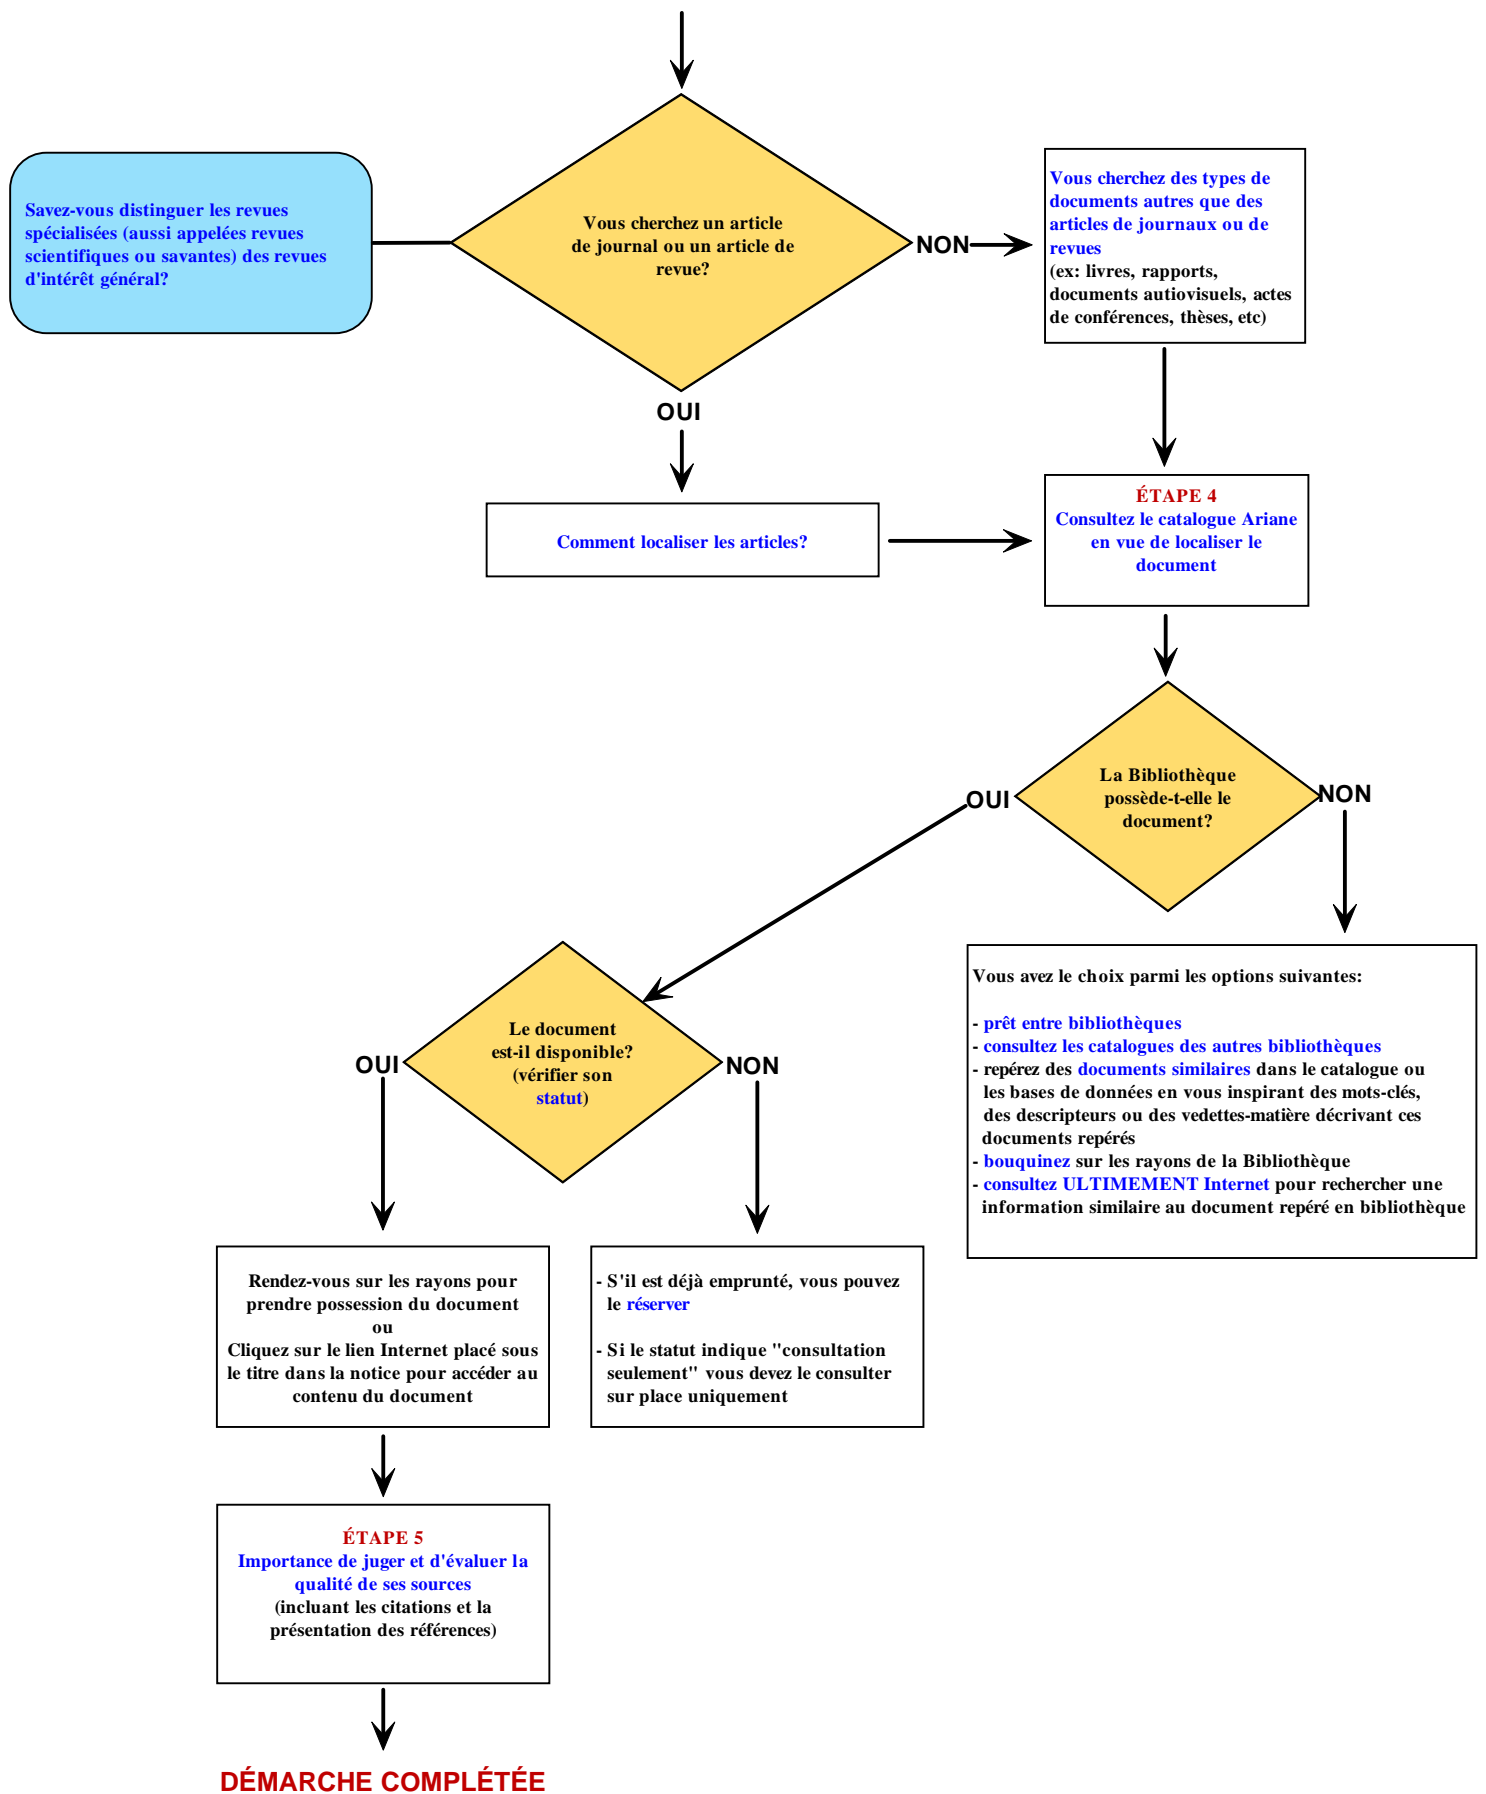 Savez-vous distinguer les revues
spécialisées (aussi appelées revues
scientifiques ou savantes) des revues
d'intérêt général?
Vous cherchez un article
de journal ou un article de
revue?
NON
Vous cherchez des types de
documents autres que des
articles de journaux ou de
revues
(ex: livres, rapports,
documents autiovisuels, actes
de conférences, thèses, etc)
OUI
Comment localiser les articles?
ÉTAPE 4
Consultez le catalogue Ariane
en vue de localiser le
document
La Bibliothèque
possède-t-elle le
document?
OUI
NON
Vous avez le choix parmi les options suivantes:
- prêt entre bibliothèques
- consultez les catalogues des autres bibliothèques
- repérez des documents similaires dans le catalogue ou
les bases de données en vous inspirant des mots-clés,
des descripteurs ou des vedettes-matière décrivant ces
documents repérés
- bouquinez sur les rayons de la Bibliothèque
- consultez ULTIMEMENT Internet pour rechercher une
information similaire au document repéré en bibliothèque
Le document
est-il disponible?
(vérifier son
statut)
OUI
NON
Rendez-vous sur les rayons pour
prendre possession du document
ou
Cliquez sur le lien Internet placé sous
le titre dans la notice pour accéder au
contenu du document
- S'il est déjà emprunté, vous pouvez
le réserver
- Si le statut indique "consultation
seulement" vous devez le consulter
sur place uniquement
ÉTAPE 5
Importance de juger et d'évaluer la
qualité de ses sources
(incluant les citations et la
présentation des références)
DÉMARCHE COMPLÉTÉE